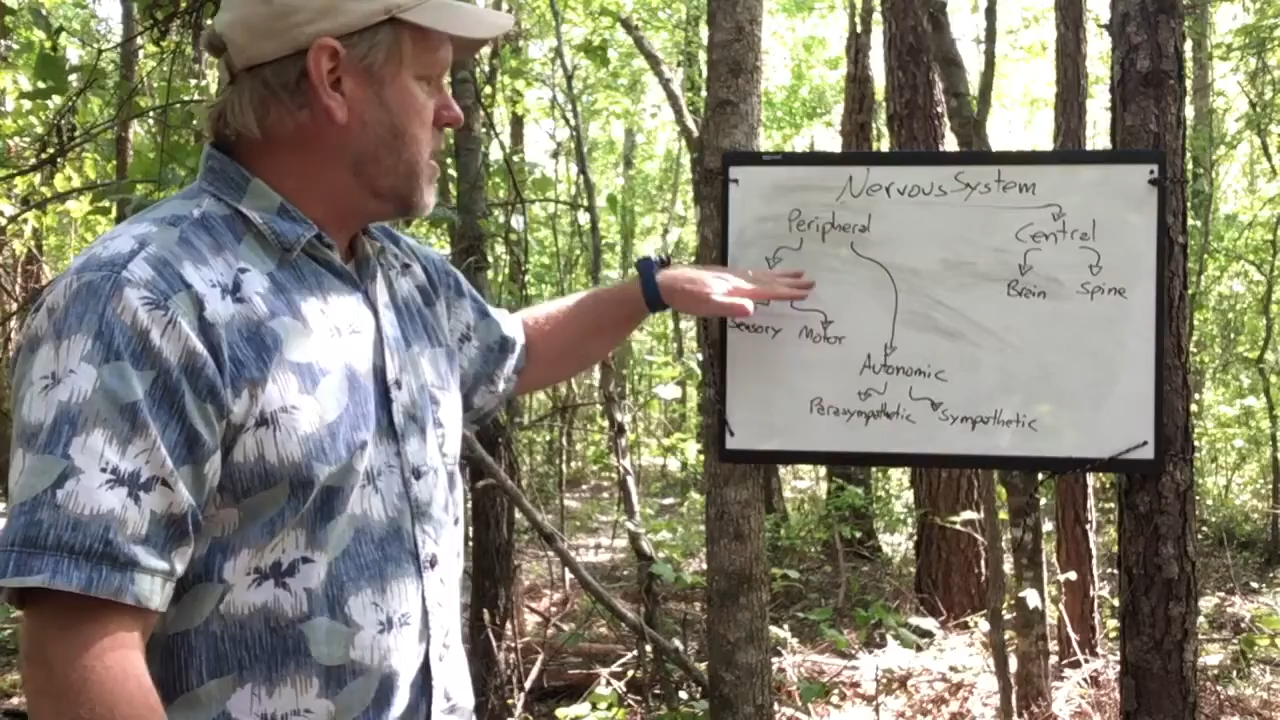 Nervous System
Peripheral
Central
Brain Spine
Sensory Motor
Autonomic
Parasympathetic Sympathetic